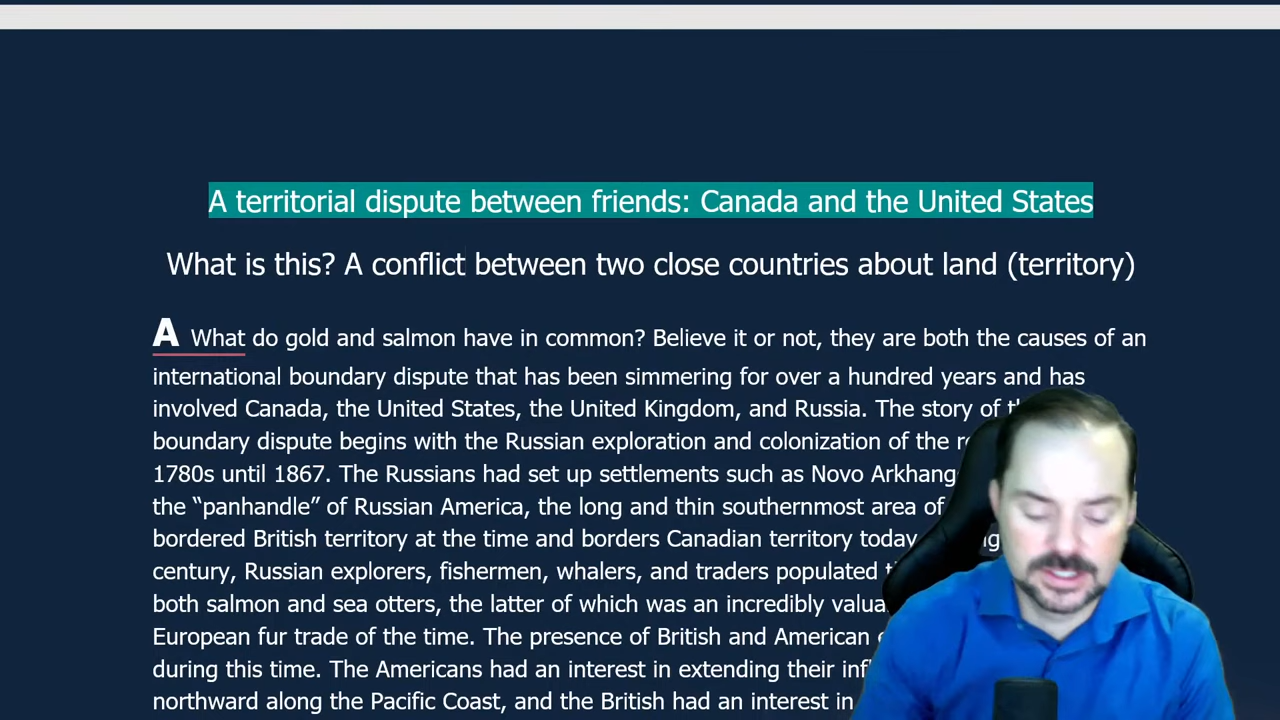 A territorial dispute between friends: Canada and the United States
What is this? A conflict between two close countries about land (territory)
A What do gold and salmon have in common? Believe it or not, they are both the causes of an
international boundary dispute that has been simmering for over a hundred years and has
involved Canada, the United States, the United Kingdom, and Russia. The story of
boundary dispute begins with the Russian exploration and colonization of the
1780s until 1867. The Russians had set up settlements such as Novo
the “panhandle” of Russian America, the long and thin southernmost area of
bordered British territory at the time and borders Canadian territory today
century, Russian explorers, fishermen, whalers, and traders populated
both salmon and sea otters, the latter of which was an incredibly
European fur trade of the time. The presence of British and American
during this time. The Americans had an interest in extending their
northward along the Pacific Coast, and the British had an interest in